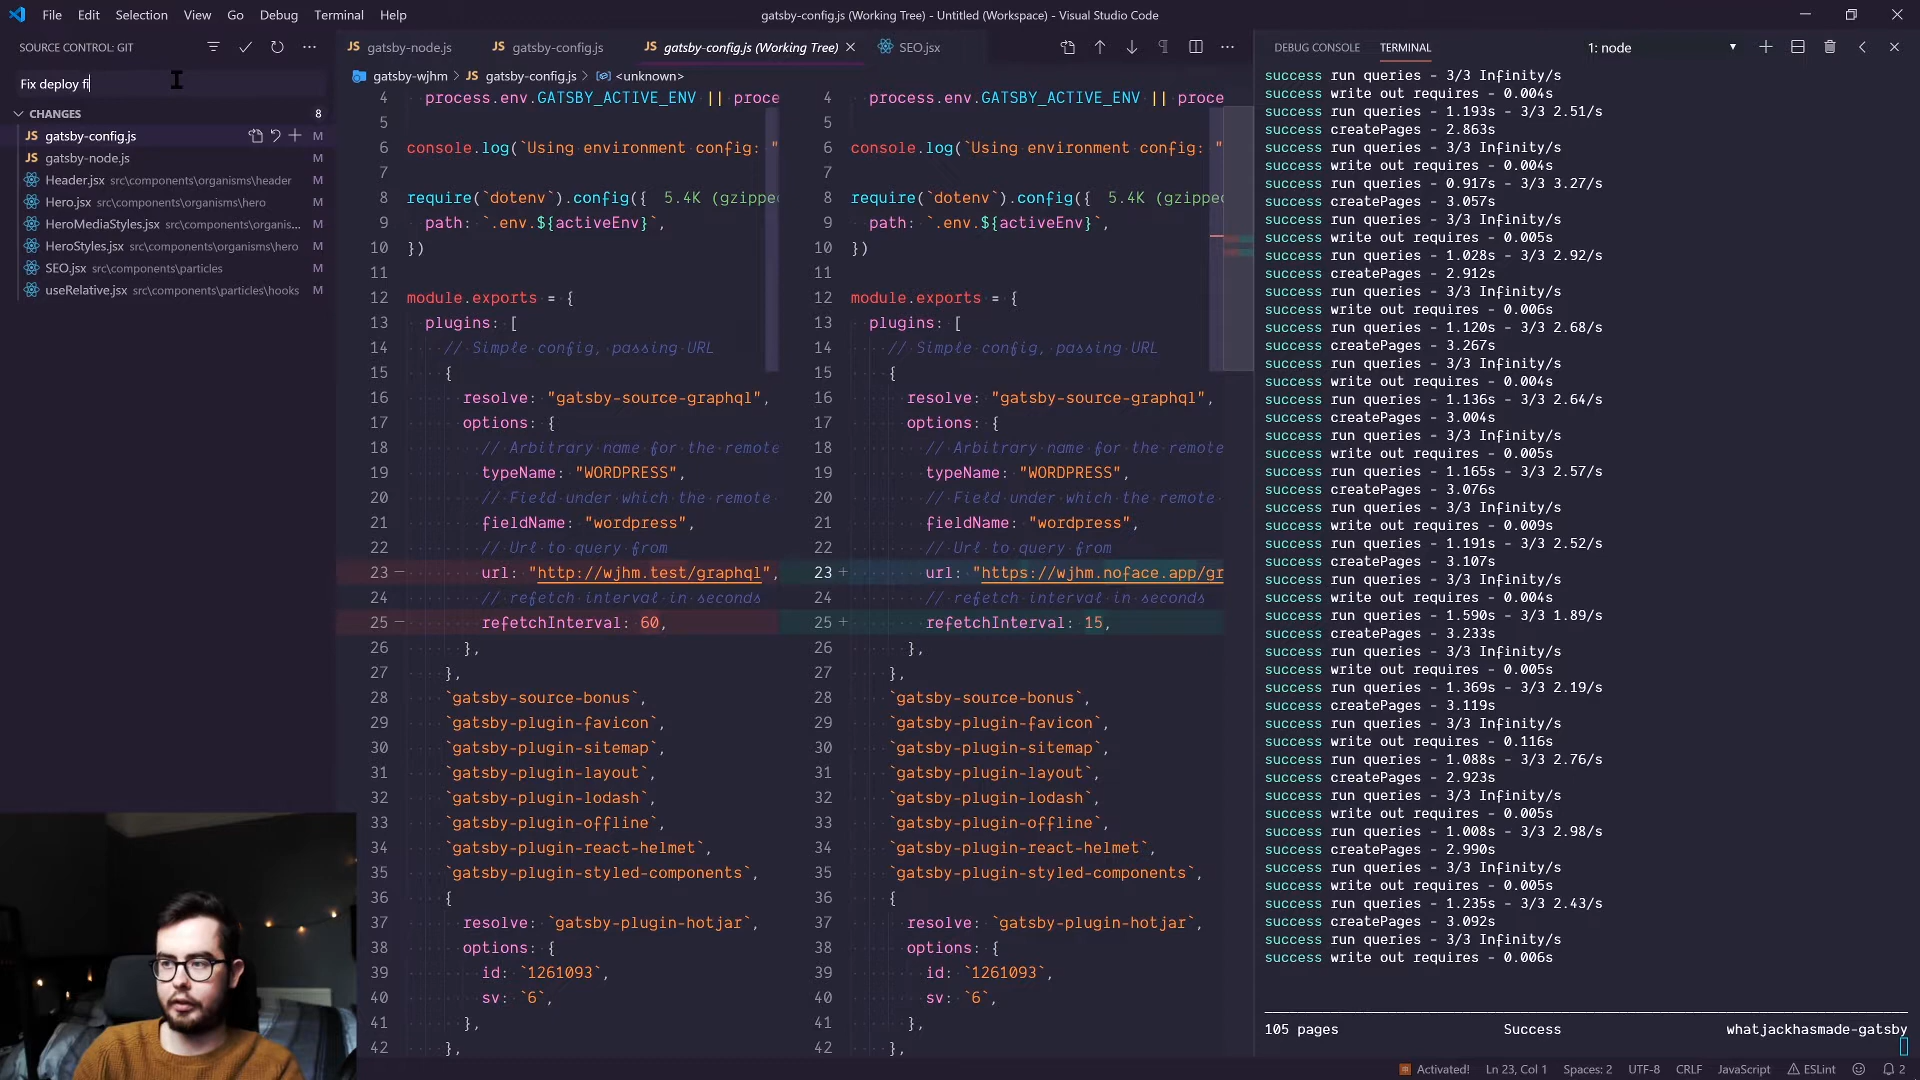 File Edit Selection View Go Debug Terminal Help
gatsby-config.js (Working Tree) - Untitled (Workspace) - Visual Studio Code
SOURCE CONTROL: GIT
Fix deploy fi
CHANGES 8
gatsby-config.js M
gatsby-node.js M
Header.jsx src\components\organisms\header M
Hero.jsx src\components\organisms\hero M
HeroMediaStyles.jsx src\components\organis... M
HeroStyles.jsx src\components\organisms\hero M
SEO.jsx src\components\particles M
useRelative.jsx src\components\particles\hooks M
JS gatsby-node.js JS gatsby-config.js JS gatsby-config.js (Working Tree) SEO.jsx
gatsby-wjhm > JS gatsby-config.js > <unknown>
4 process.env.GATSBY_ACTIVE_ENV || proce
5
6 console.log(`Using environment config: "
7
8 require(`dotenv`).config({ 5.4K (gzippe
9 path: `.env.${activeEnv}`,
10 })
11
12 module.exports = {
13 plugins: [
14 // Simple config, passing URL
15 {
16 resolve: "gatsby-source-graphql",
17 options: {
18 // Arbitrary name for the remote
19 typeName: "WORDPRESS",
20 // Field under which the remote
21 fieldName: "wordpress",
22 // Url to query from
23 url: "http://wjhm.test/graphql",
24 // refetch interval in seconds
25 refetchInterval: 60,
26 },
27 },
28 `gatsby-source-bonus`,
29 `gatsby-plugin-favicon`,
30 `gatsby-plugin-sitemap`,
31 `gatsby-plugin-layout`,
32 `gatsby-plugin-lodash`,
33 `gatsby-plugin-offline`,
34 `gatsby-plugin-react-helmet`,
35 `gatsby-plugin-styled-components`,
36 {
37 resolve: `gatsby-plugin-hotjar`,
38 options: {
39 id: `1261093`,
40 sv: `6`,
41 },
42 },
4 process.env.GATSBY_ACTIVE_ENV || proce
5
6 console.log(`Using environment config: "
7
8 require(`dotenv`).config({ 5.4K (gzipped
9 path: `.env.${activeEnv}`,
10 })
11
12 module.exports = {
13 plugins: [
14 // Simple config, passing URL
15 {
16 resolve: "gatsby-source-graphql",
17 options: {
18 // Arbitrary name for the remote
19 typeName: "WORDPRESS",
20 // Field under which the remote
21 fieldName: "wordpress",
22 // Url to query from
23 url: "https://wjhm.noface.app/gr
24 // refetch interval in seconds
25 refetchInterval: 15,
26 },
27 },
28 `gatsby-source-bonus`,
29 `gatsby-plugin-favicon`,
30 `gatsby-plugin-sitemap`,
31 `gatsby-plugin-layout`,
32 `gatsby-plugin-lodash`,
33 `gatsby-plugin-offline`,
34 `gatsby-plugin-react-helmet`,
35 `gatsby-plugin-styled-components`,
36 {
37 resolve: `gatsby-plugin-hotjar`,
38 options: {
39 id: `1261093`,
40 sv: `6`,
41 },
42 },
DEBUG CONSOLE TERMINAL 1: node
success run queries - 3/3 Infinity/s
success write out requires - 0.004s
success run queries - 1.193s - 3/3 2.51/s
success createPages - 2.863s
success run queries - 3/3 Infinity/s
success write out requires - 0.004s
success run queries - 0.917s - 3/3 3.27/s
success createPages - 3.057s
success run queries - 3/3 Infinity/s
success write out requires - 0.005s
success run queries - 1.028s - 3/3 2.92/s
success createPages - 2.912s
success run queries - 3/3 Infinity/s
success write out requires - 0.006s
success run queries - 1.120s - 3/3 2.68/s
success createPages - 3.267s
success run queries - 3/3 Infinity/s
success write out requires - 0.004s
success run queries - 1.136s - 3/3 2.64/s
success createPages - 3.004s
success run queries - 3/3 Infinity/s
success write out requires - 0.005s
success run queries - 1.165s - 3/3 2.57/s
success createPages - 3.076s
success run queries - 3/3 Infinity/s
success write out requires - 0.009s
success run queries - 1.191s - 3/3 2.52/s
success createPages - 3.107s
success run queries - 3/3 Infinity/s
success write out requires - 0.004s
success run queries - 1.590s - 3/3 1.89/s
success createPages - 3.233s
success run queries - 3/3 Infinity/s
success write out requires - 0.005s
success run queries - 1.369s - 3/3 2.19/s
success createPages - 3.119s
success run queries - 3/3 Infinity/s
success write out requires - 0.116s
success run queries - 1.088s - 3/3 2.76/s
success createPages - 2.923s
success run queries - 3/3 Infinity/s
success write out requires - 0.005s
success run queries - 1.008s - 3/3 2.98/s
success createPages - 2.990s
success run queries - 3/3 Infinity/s
success write out requires - 0.005s
success run queries - 1.235s - 3/3 2.43/s
success createPages - 3.092s
success run queries - 3/3 Infinity/s
success write out requires - 0.006s
105 pages Success whatjackhasmade-gatsby
Activated! Ln 23, Col 1 Spaces: 2 UTF-8 CRLF JavaScript ESLint 2